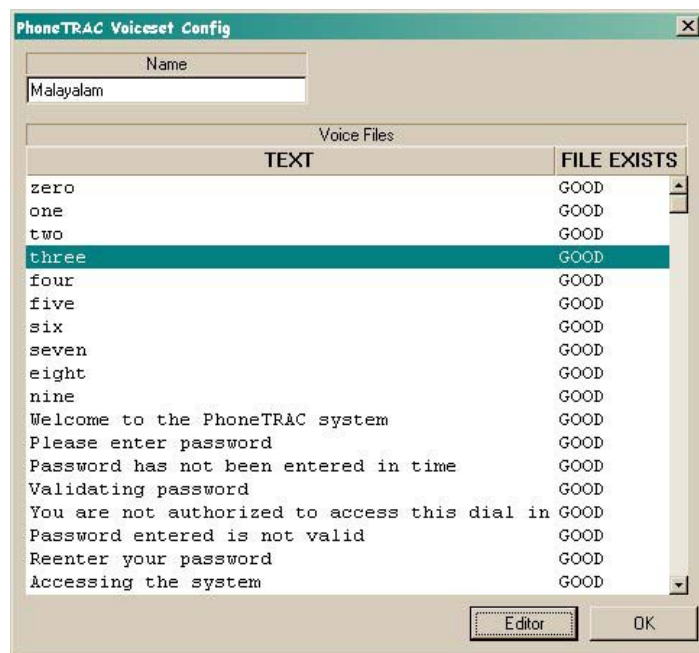 PhoneTRAC Voiceset Config
Name
Malayalam
Voice Files
TEXT FILE EXISTS
zero GOOD
one GOOD
two GOOD
three GOOD
four GOOD
five GOOD
six GOOD
seven GOOD
eight GOOD
nine GOOD
Welcome to the PhoneTRAC system GOOD
Please enter password GOOD
Password has not been entered in time GOOD
Validating password GOOD
You are not authorized to access this dial in GOOD
Password entered is not valid GOOD
Reenter your password GOOD
Accessing the system GOOD
Editor OK